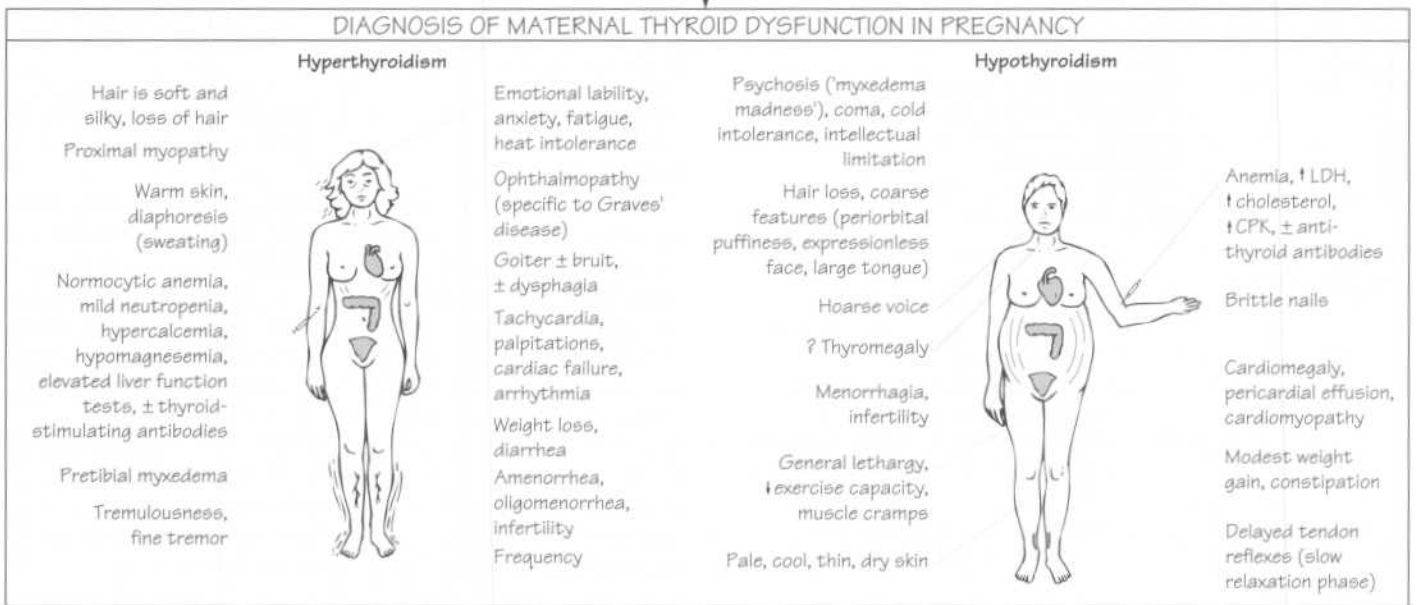 DIAGNOSIS OF MATERNAL THYROID DYSFUNCTION IN PREGNANCY
Hyperthyroidism
Hair is soft and
silky, loss of hair
Proximal myopathy
Warm skin,
diaphoresis
(sweating)
Normocytic anemia,
mild neutropenia,
hypercalcemia,
hypomagnesemia,
elevated liver function
tests, ± thyroid-
stimulating antibodies
Pretibial myxedema
Tremulousness,
fine tremor
Emotional lability,
anxiety, fatigue,
heat intolerance
Ophthalmopathy
(specific to Graves'
disease)
Goiter ± bruit,
± dysphagia
Tachycardia,
palpitations,
cardiac failure,
arrhythmia
Weight loss,
diarrhea
Amenorrhea,
oligomenorrhea,
infertility
Frequency
Hypothyroidism
Psychosis ('myxedema
madness'), coma, cold
intolerance, intellectual
limitation
Hair loss, coarse
features (periorbital
puffiness, expressionless
face, large tongue)
Hoarse voice
? Thyromegaly
Menorrhagia,
infertility
General lethargy,
↓exercise capacity,
muscle cramps
Pale, cool, thin, dry skin
Anemia, ↑ LDH,
↑ cholesterol,
↑CPK, ± anti-
thyroid antibodies
Brittle nails
Cardiomegaly,
pericardial effusion,
cardiomyopathy
Modest weight
gain, constipation
Delayed tendon
reflexes (slow
relaxation phase)